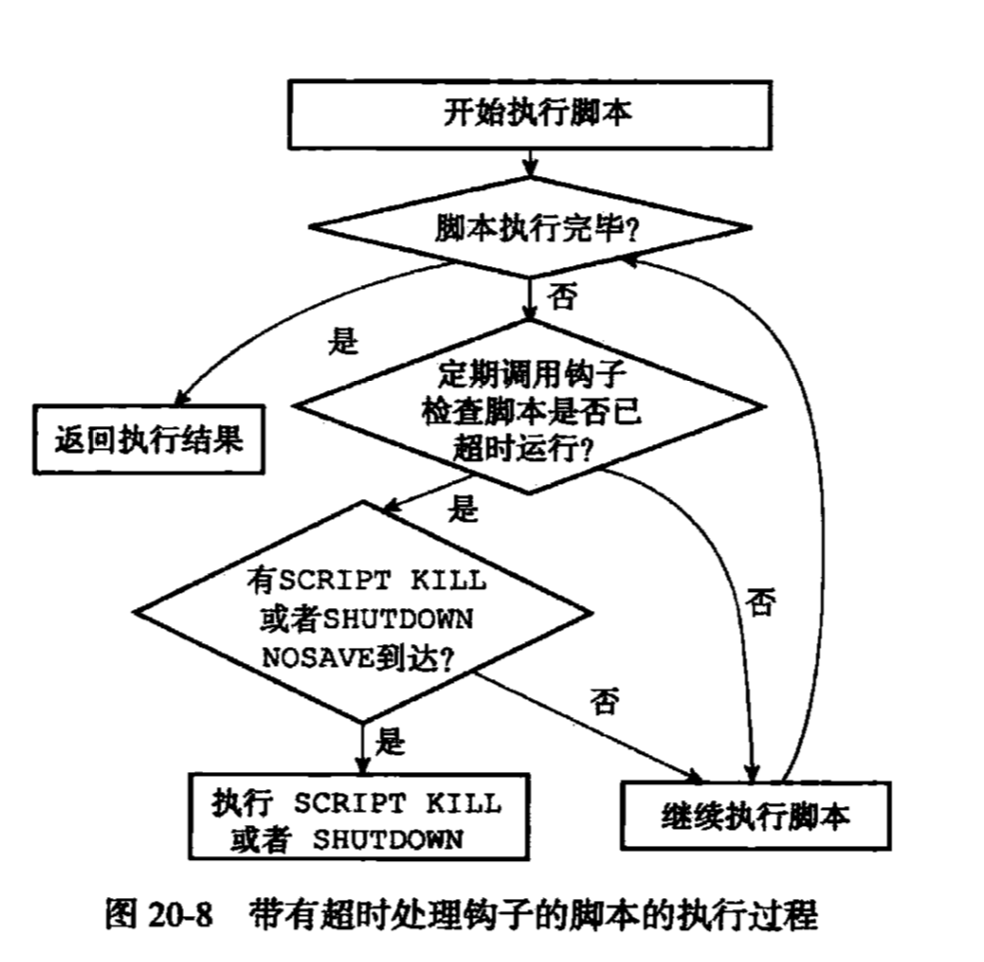 开始执行脚本
脚本执行完毕?
否
是
定期调用钩子
检查脚本是否已
超时运行?
返回执行结果
是
有SCRIPT KILL
或者SHUTDOWN
NOSAVE到达?
否
否
是
执行 SCRIPT KILL
或者 SHUTDOWN
继续执行脚本
图 20-8 带有超时处理钩子的脚本的执行过程